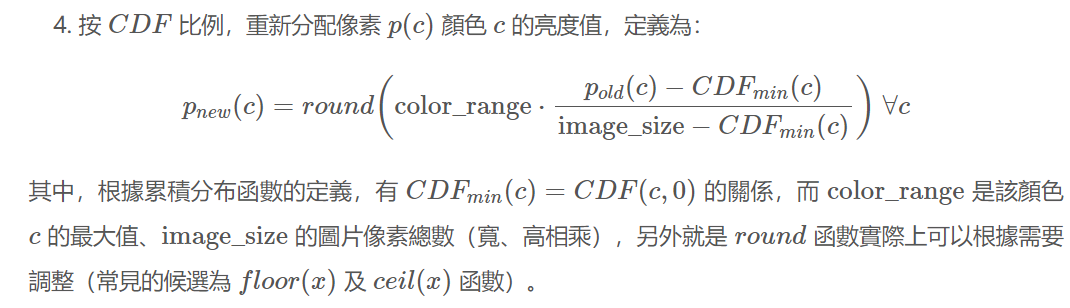 4. 按 CDF 比例，重新分配像素 p(c) 顏色 c 的亮度值，定義為：
p_{new}(c) = round\left(\text{color\_range} \cdot \frac{p_{old}(c) - CDF_{min}(c)}{\text{image\_size} - CDF_{min}(c)}\right) \forall c
其中，根據累積分布函數的定義，有 CDF_{min}(c) = CDF(c, 0) 的關係，而 color_range 是該顏色
c 的最大值、image_size 的圖片像素總數（寬、高相乘），另外就是 round 函數實際上可以根據需要
調整（常見的候選為 floor(x) 及 ceil(x) 函數）。